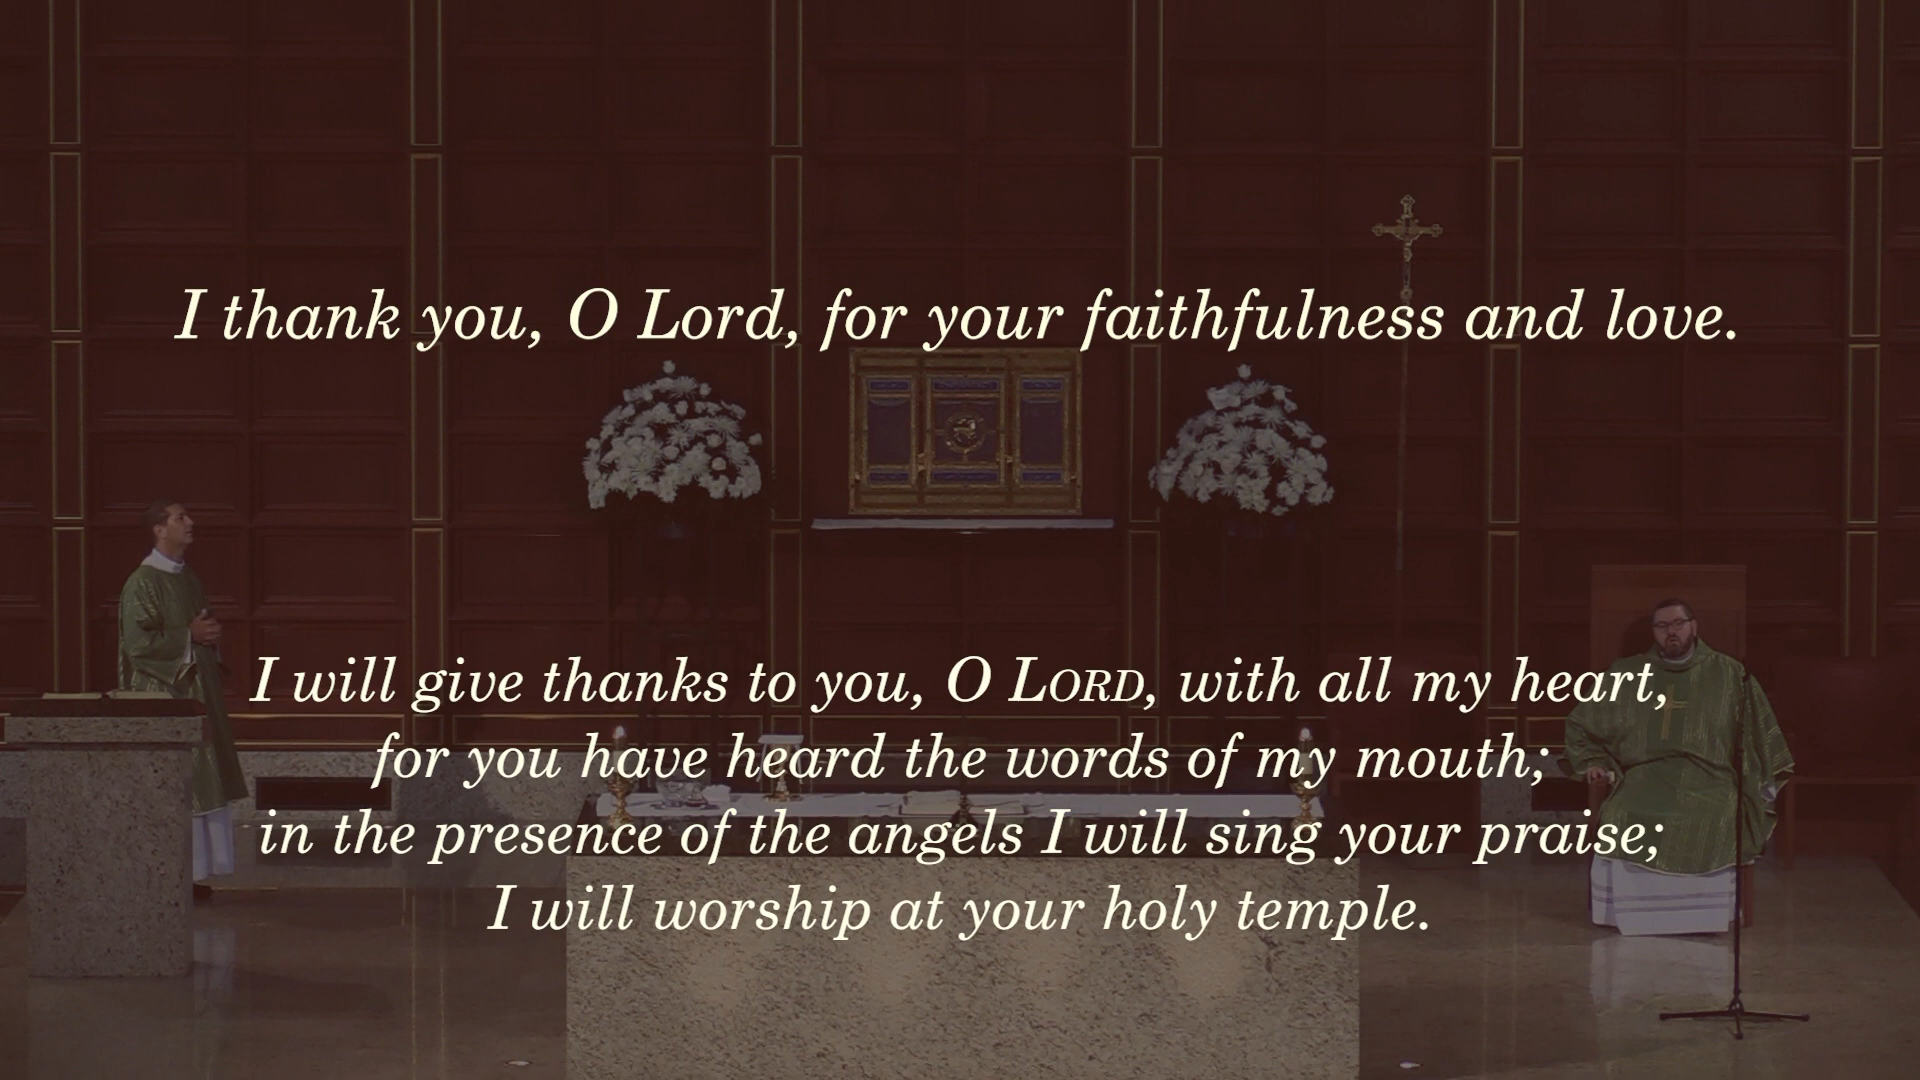 I thank you, O Lord, for your faithfulness and love.
I will give thanks to you, O LORD, with all my heart,
for you have heard the words of my mouth;
in the presence of the angels I will sing your praise;
I will worship at your holy temple.